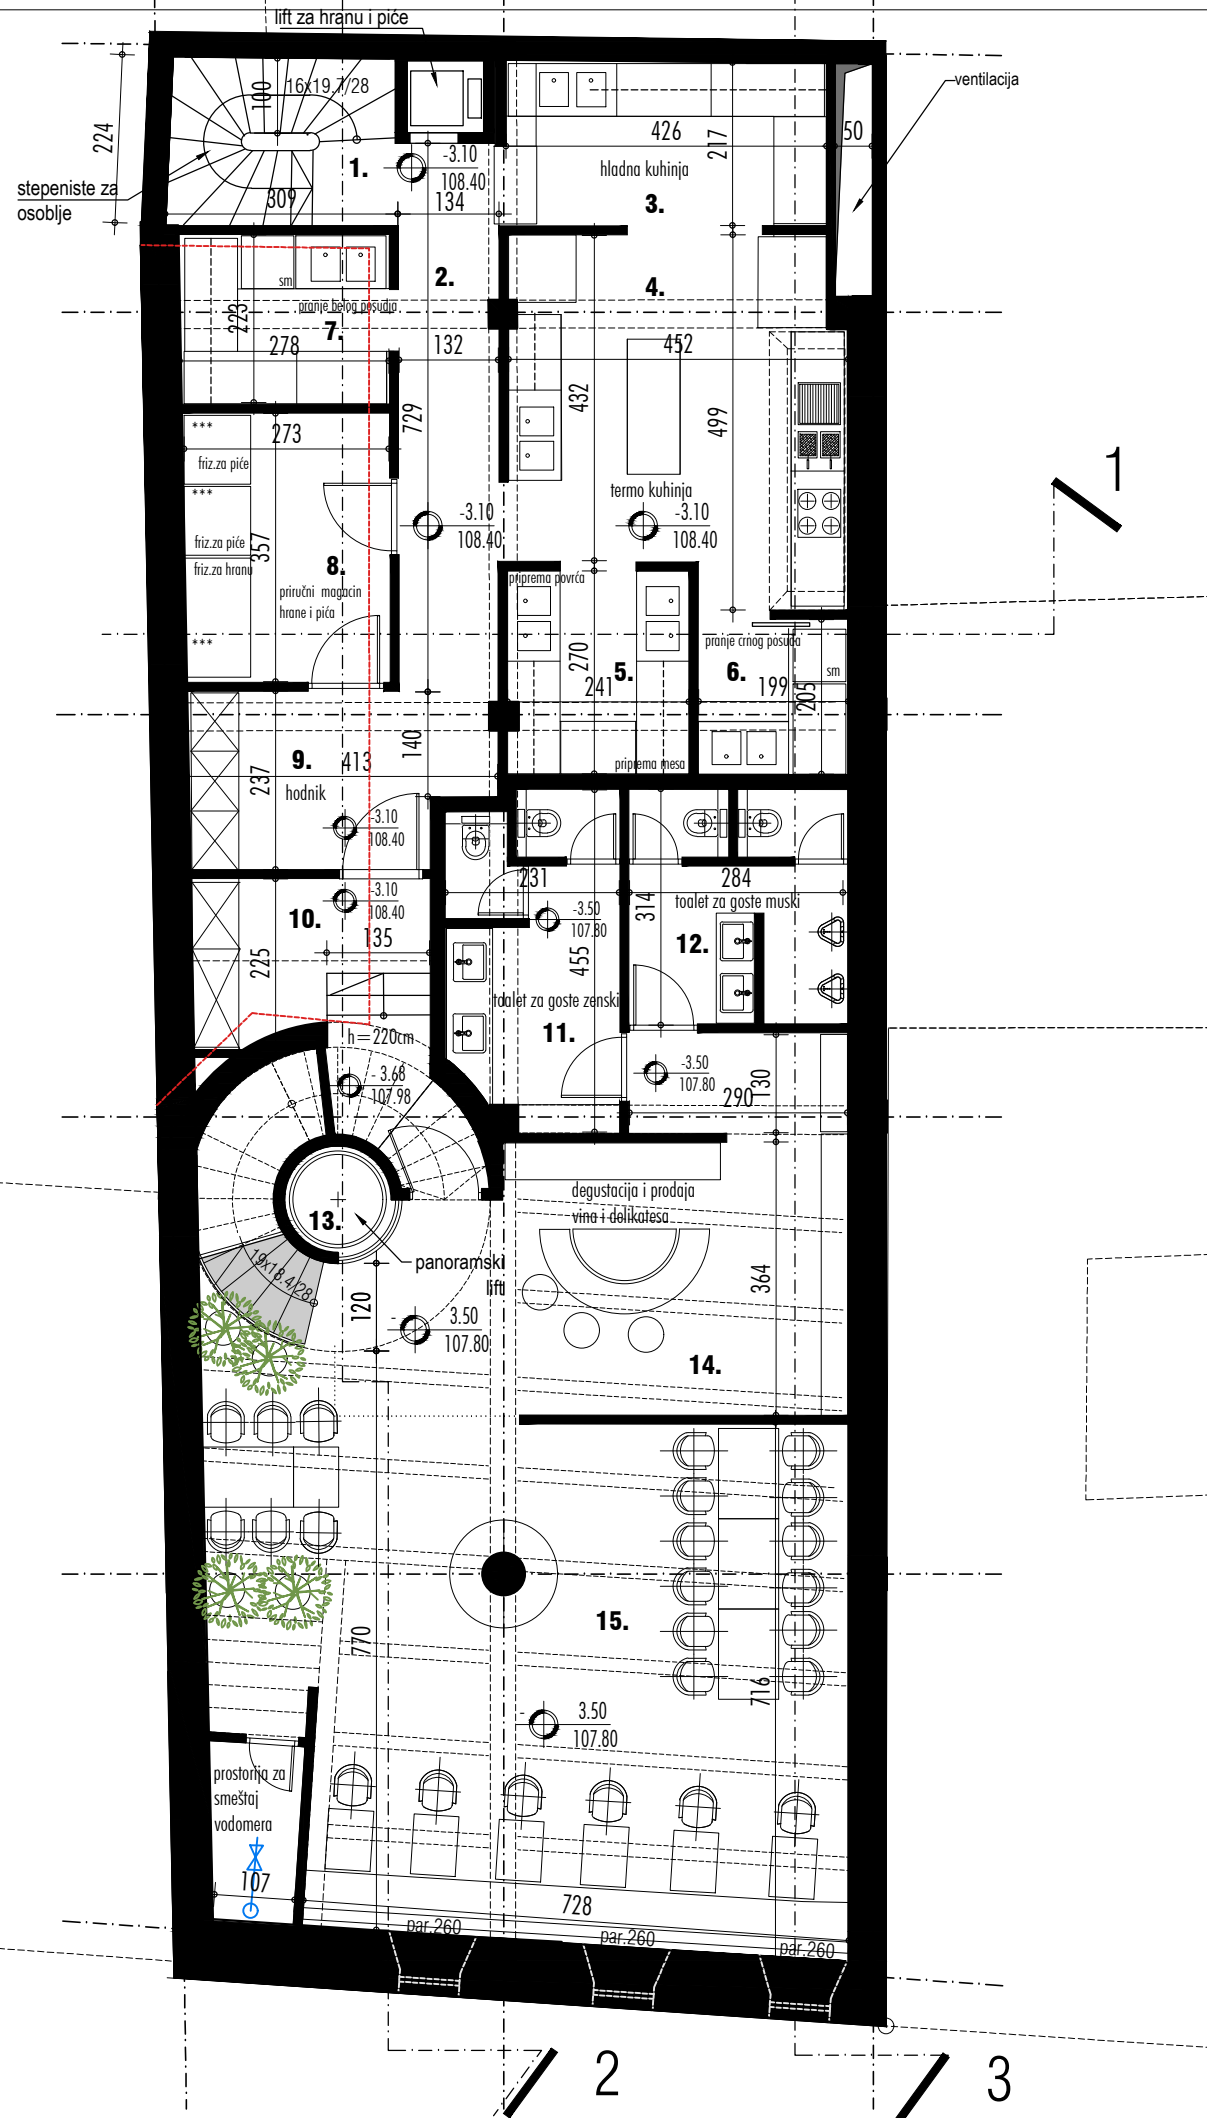 lift za hranu i piće
16x19.7/28
100
224
ventilacija
426
217
50
-3.10
108.40
1.
hladna kuhinja
stepeniste za
osoblje
309
134
3.
2.
4.
sm
pranje belog posudja
223
7.
278
132
452
432
729
499
273
***
friz.za piće
***
1
termo kuhinja
-3.10
108.40
-3.10
108.40
friz.za piće
357
friz.za hranu
8.
priručni magacin
hrane i pića
priprema povrća
***
270
pranje crnog posuđa
5.
6.
sm
241
199
205
140
9.
413
237
hodnik
priprema mesa
-3.10
108.40
231
284
-3.10
108.40
10.
-3.50
107.80
314
toalet za goste muski
135
12.
225
455
toalet za goste zenski
11.
h=220cm
- 3.68
107.98
-3.50
107.80
130
290
degustacija i prodaja
vina i delikatesa
13.
19x18.4/28
panoramski
lift
364
120
- 3.50
107.80
14.
15.
770
716
- 3.50
107.80
prostorija za
smeštaj
vodomera
107
728
par.260
par.260
par.260
2
3